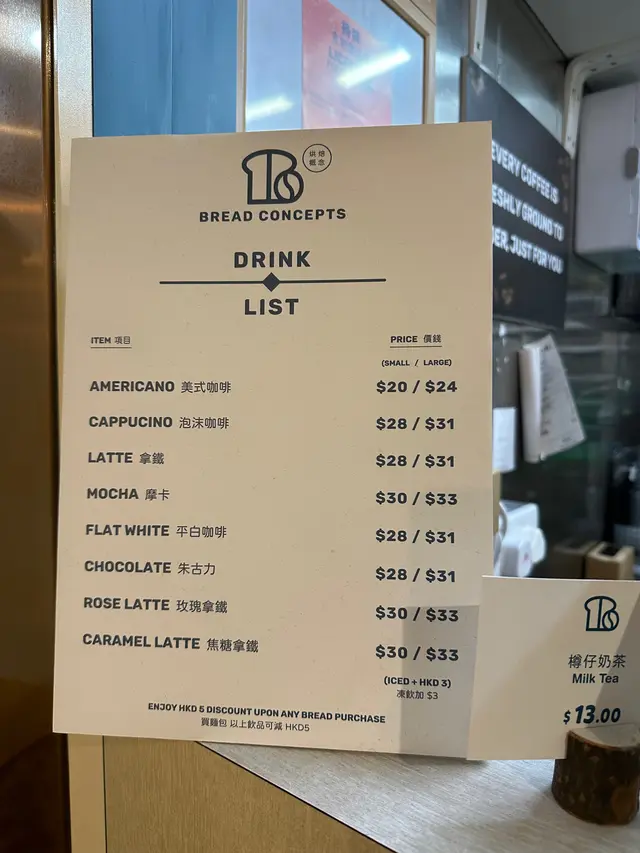 烘焙
概念
BREAD CONCEPTS
DRINK
LIST
ITEM 項目
PRICE 價錢
(SMALL / LARGE)
AMERICANO 美式咖啡 $20 / $24
CAPPUCINO 泡沫咖啡 $28 / $31
LATTE 拿鐵 $28 / $31
MOCHA 摩卡 $30 / $33
FLAT WHITE 平白咖啡 $28 / $31
CHOCOLATE 朱古力 $28 / $31
ROSE LATTE 玫瑰拿鐵 $30 / $33
CARAMEL LATTE 焦糖拿鐵 $30 / $33
(ICED + HKD 3)
凍飲加 $3
ENJOY HKD 5 DISCOUNT UPON ANY BREAD PURCHASE
買麵包 以上飲品可減 HKD5
EVERY COFFEE IS
GROUND TO
JUST FOR YOU
樽仔奶茶
Milk Tea
$13.00